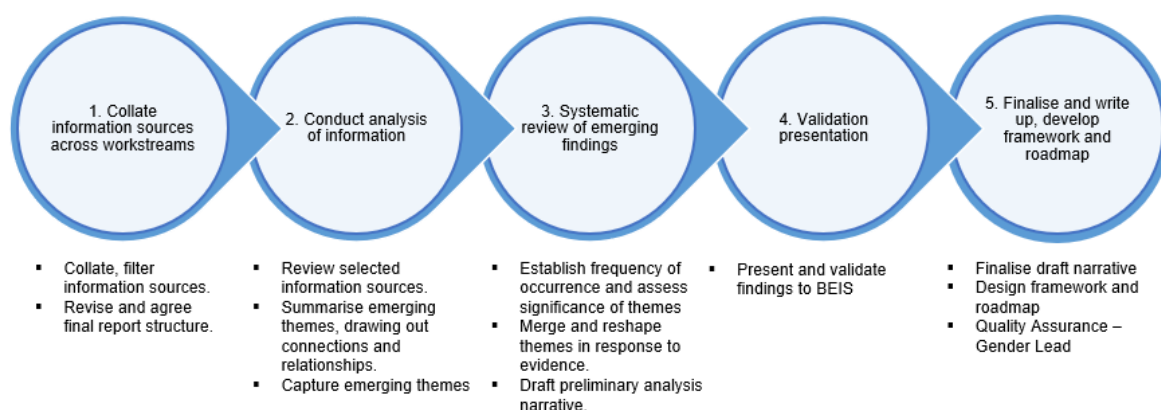 1. Collate
information sources
across workstreams
2. Conduct analysis
of information
3. Systematic
review of emerging
findings
4. Validation
presentation
5. Finalise and write
up, develop
framework and
roadmap
▪ Collate, filter
information sources.
▪ Revise and agree
final report structure.
▪ Review selected
information sources.
▪ Summarise emerging
themes, drawing out
connections and
relationships.
▪ Capture emerging themes
▪ Establish frequency of
occurrence and assess
significance of themes
▪ Merge and reshape
themes in response to
evidence.
▪ Draft preliminary analysis
narrative.
▪ Present and validate
findings to BEIS
▪ Finalise draft narrative
▪ Design framework and
roadmap
▪ Quality Assurance –
Gender Lead